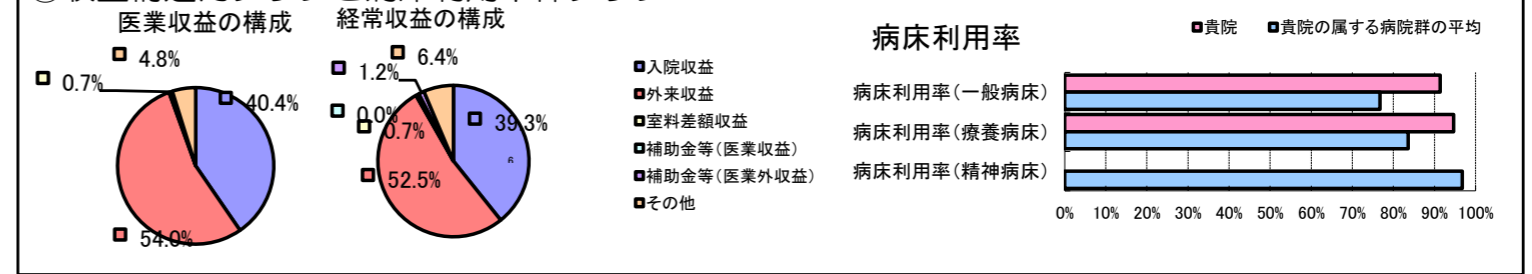 医業収益の構成
4.8%
0.7%
40.4%
54.0%
経常収益の構成
6.4%
1.2%
0.0%
0.7%
39.3%
52.5%
6
入院収益
外来収益
室料差額収益
補助金等(医業収益)
補助金等(医業外収益)
その他
病床利用率
貴院 貴院の属する病院群の平均
病床利用率(一般病床)
病床利用率(療養病床)
病床利用率(精神病床)
0% 10% 20% 30% 40% 50% 60% 70% 80% 90% 100%